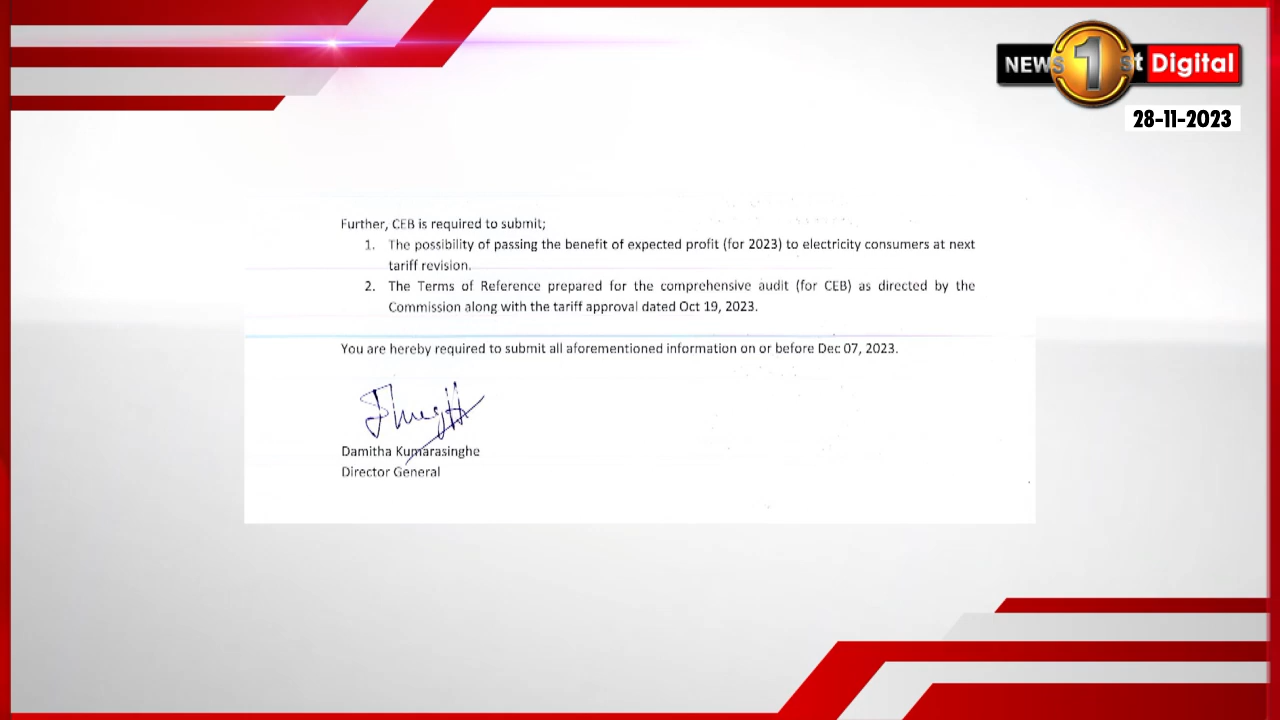 NEWS 1st Digital
28-11-2023
Further, CEB is required to submit;
1. The possibility of passing the benefit of expected profit (for 2023) to electricity consumers at next
tariff revision.
2. The Terms of Reference prepared for the comprehensive audit (for CEB) as directed by the
Commission along with the tariff approval dated Oct 19, 2023.
You are hereby required to submit all aforementioned information on or before Dec 07, 2023.
Damitha Kumarasinghe
Director General